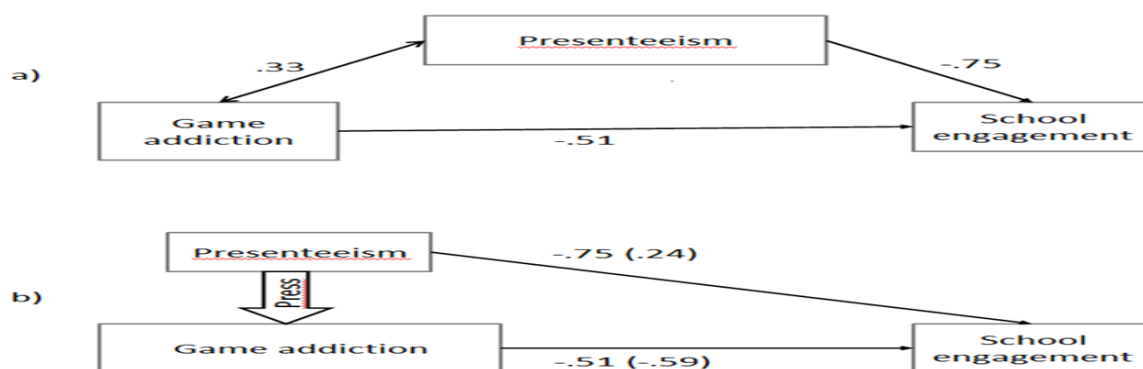 Presenteeism
a)
.33
-.75
Game
addiction
School
engagement
-.51
Presenteeism
-.75 (.24)
b)
Press
Game addiction
School
engagement
-.51 (-.59)